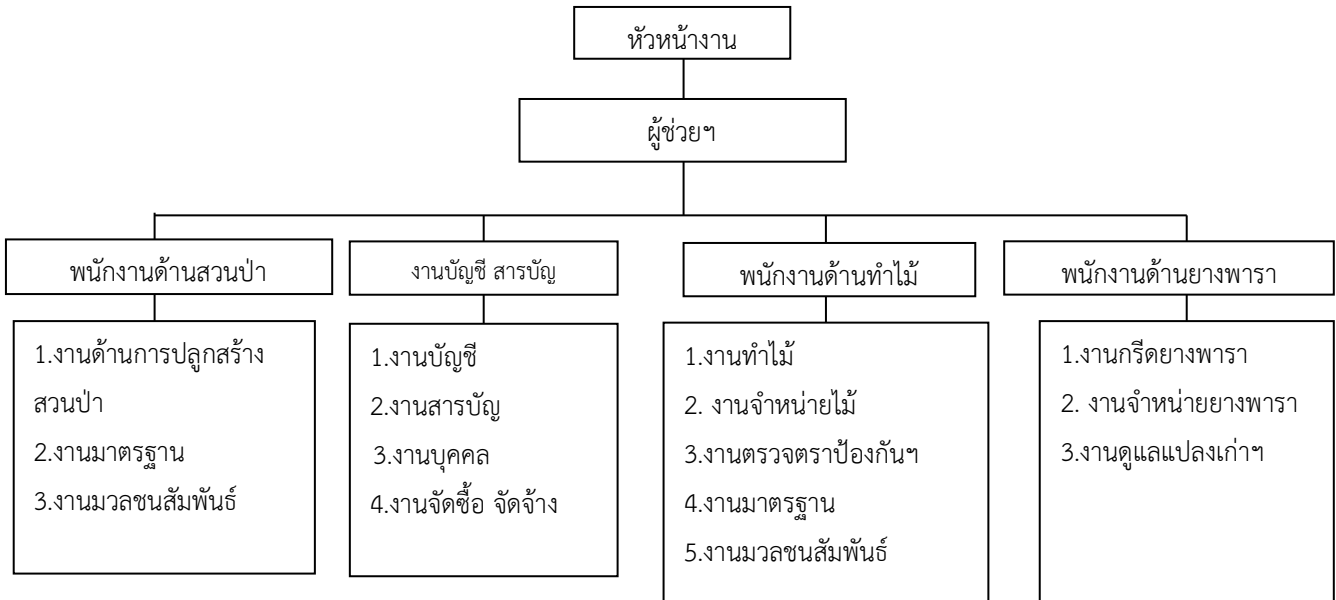 หัวหน้างาน
ผู้ช่วยฯ
พนักงานด้านสวนป่า
งานบัญชี สารบัญ
พนักงานด้านทำไม้
พนักงานด้านยางพารา
1.งานด้านการปลูกสร้าง
สวนป่า
2.งานมาตรฐาน
3.งานมวลชนสัมพันธ์
1.งานบัญชี
2.งานสารบัญ
3.งานบุคคล
4.งานจัดซื้อ จัดจ้าง
1.งานทำไม้
2. งานจำหน่ายไม้
3.งานตรวจตราป้องกันฯ
4.งานมาตรฐาน
5.งานมวลชนสัมพันธ์
1.งานกรีดยางพารา
2. งานจำหน่ายยางพารา
3.งานดูแลแปลงเก่าฯ